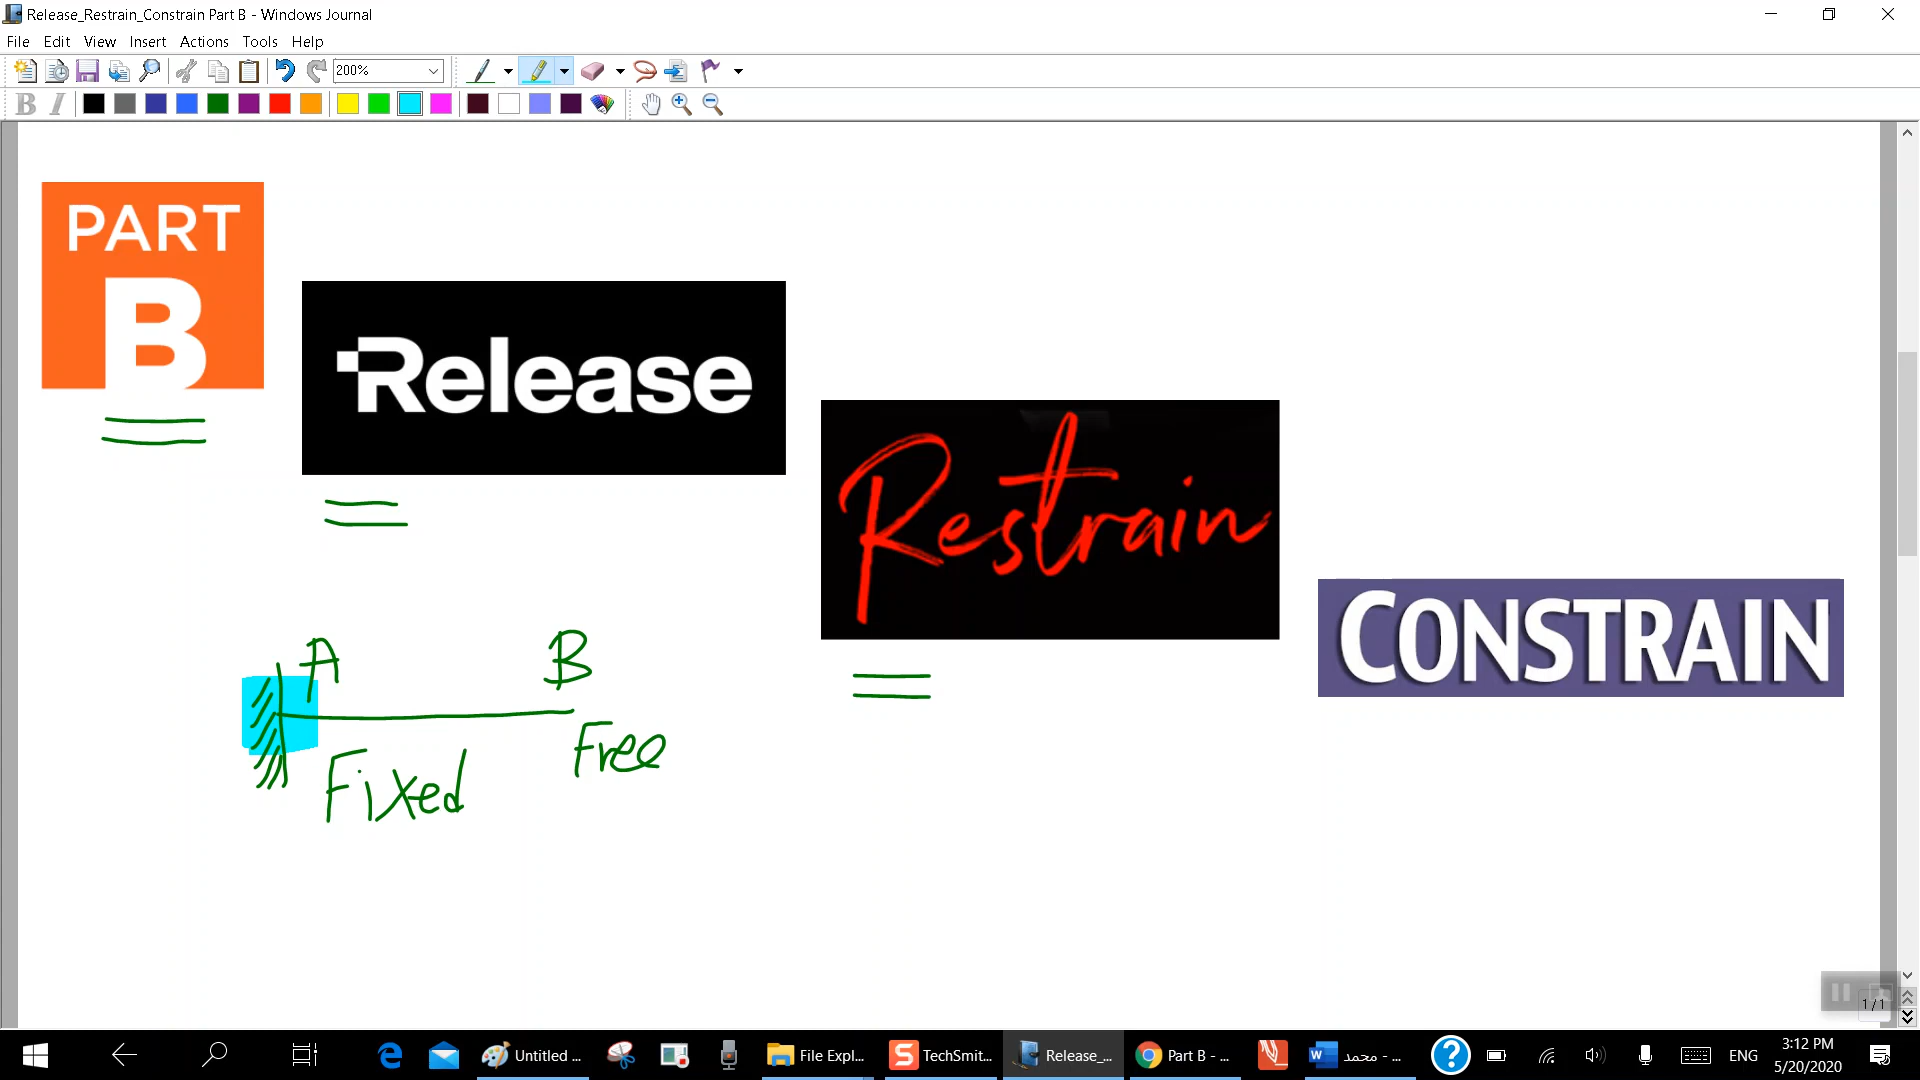 Release_Restrain_Constrain Part B - Windows Journal
File Edit View Insert Actions Tools Help
200%
B I
PART
B
Release
Restrain
CONSTRAIN
A B
Fixed Free
1/1
Untitled ... File Expl... TechSmit... Release_... Part B - ... محمد - ... ENG 3:12 PM
5/20/2020